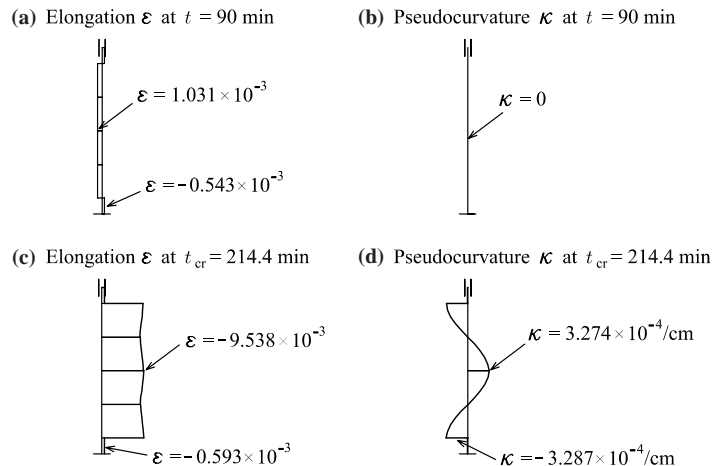 (a) Elongation ε at t = 90 min
(b) Pseudocurvature κ at t = 90 min
ε = 1.031 × 10⁻³
κ = 0
ε = −0.543 × 10⁻³
(c) Elongation ε at t_cr = 214.4 min
(d) Pseudocurvature κ at t_cr = 214.4 min
ε = −9.538 × 10⁻³
κ = 3.274 × 10⁻⁴/cm
ε = −0.593 × 10⁻³
κ = −3.287 × 10⁻⁴/cm